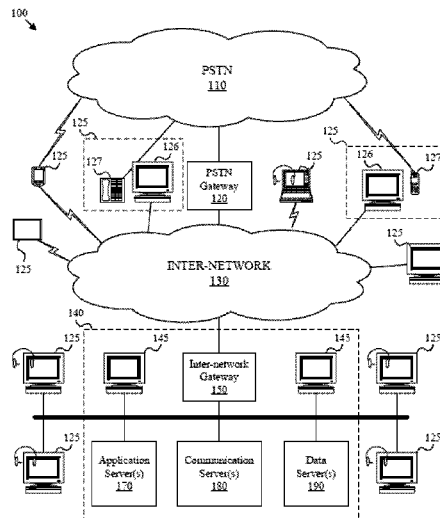 100
PSTN
110
125
125
126
127
PSTN
Gateway
120
125
125
126
127
125
INTER-NETWORK
130
125
140
125
145
Inter-network
Gateway
150
145
125
125
Application
Server(s)
170
Communication
Server(s)
180
Data
Server(s)
190
125